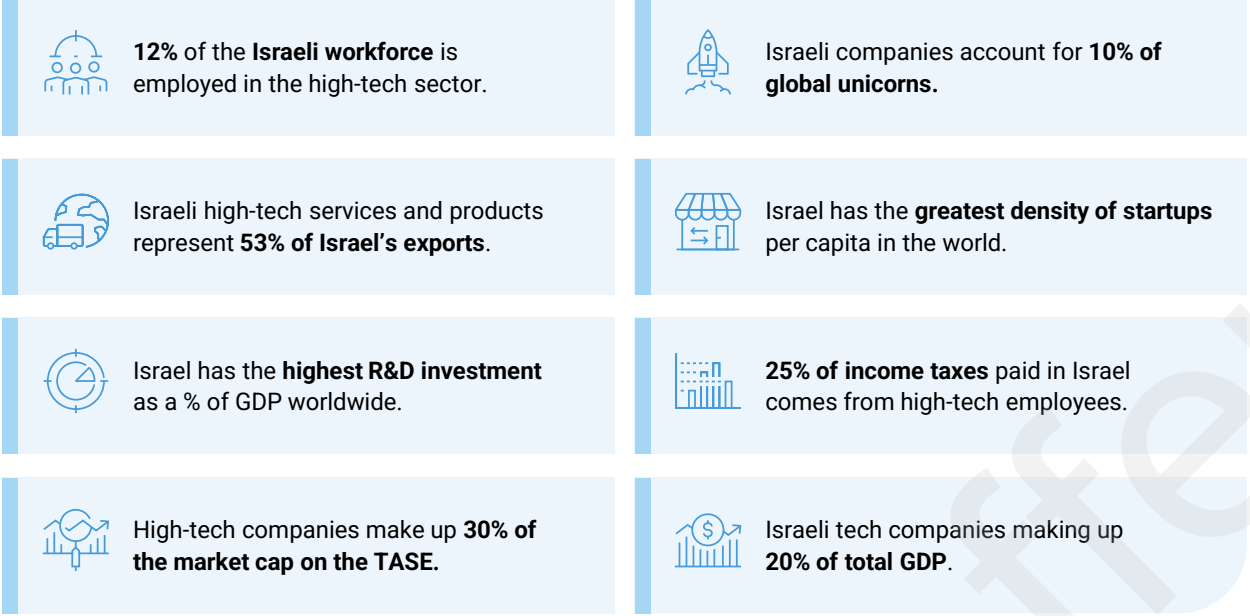 12% of the Israeli workforce is
employed in the high-tech sector.
Israeli companies account for 10% of
global unicorns.
Israeli high-tech services and products
represent 53% of Israel's exports.
Israel has the greatest density of startups
per capita in the world.
Israel has the highest R&D investment
as a % of GDP worldwide.
25% of income taxes paid in Israel
comes from high-tech employees.
High-tech companies make up 30% of
the market cap on the TASE.
Israeli tech companies making up
20% of total GDP.
$